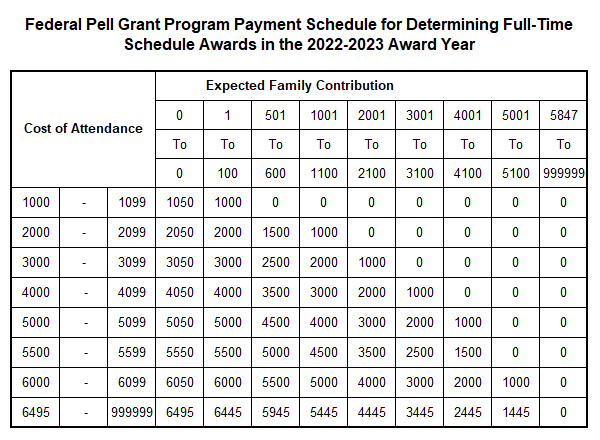 Federal Pell Grant Program Payment Schedule for Determining Full-Time
Schedule Awards in the 2022-2023 Award Year
Expected Family Contribution
Cost of Attendance
0 1 501 1001 2001 3001 4001 5001 5847
To To To To To To To To To
0 100 600 1100 2100 3100 4100 5100 999999
1000 - 1099 1050 1000 0 0 0 0 0 0 0
2000 - 2099 2050 2000 1500 1000 0 0 0 0 0
3000 - 3099 3050 3000 2500 2000 1000 0 0 0 0
4000 - 4099 4050 4000 3500 3000 2000 1000 0 0 0
5000 - 5099 5050 5000 4500 4000 3000 2000 1000 0 0
5500 - 5599 5550 5500 5000 4500 3500 2500 1500 0 0
6000 - 6099 6050 6000 5500 5000 4000 3000 2000 1000 0
6495 - 999999 6495 6445 5945 5445 4445 3445 2445 1445 0